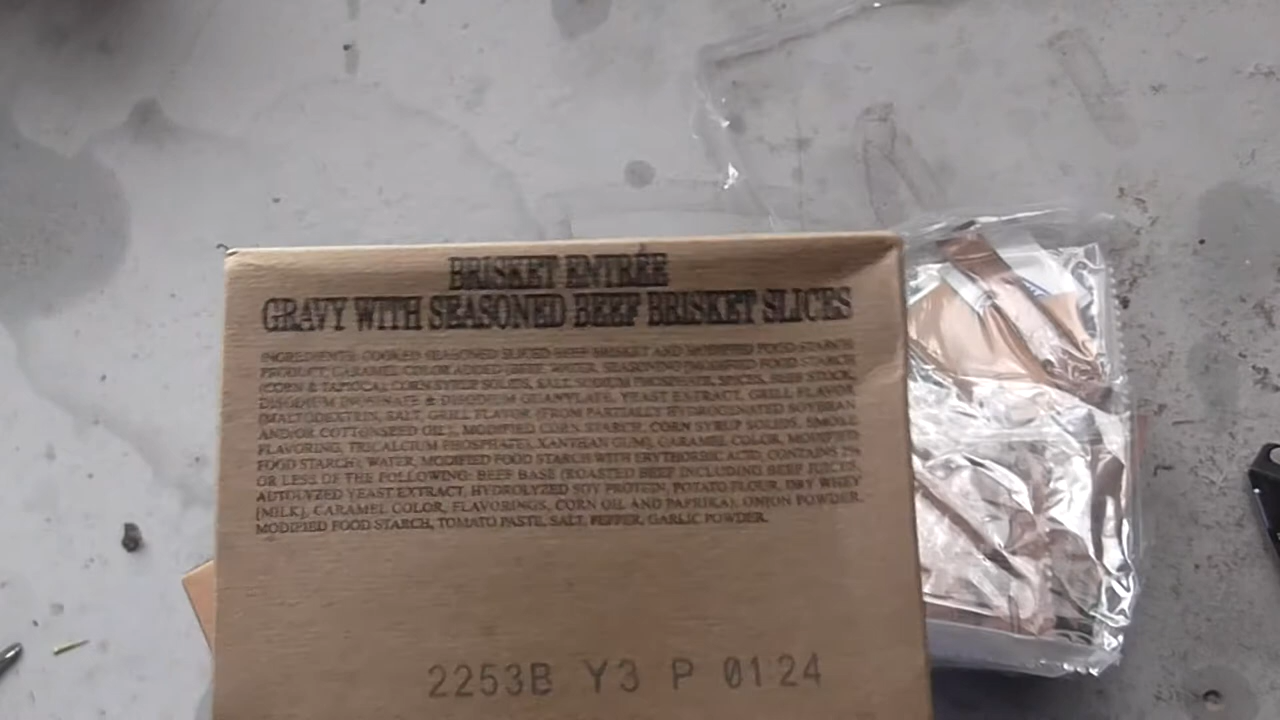 BRISKET ENTRÉE
GRAVY WITH SEASONED BEEF BRISKET SLICES
INGREDIENTS: COOKED SEASONED SLICED BEEF BRISKET AND MODIFIED FOOD STARCH
PRODUCT, CARAMEL COLOR ADDED (BEEF, WATER, SEASONING [MODIFIED FOOD STARCH
(CORN & TAPIOCA), CORN SYRUP SOLIDS, SALT, SODIUM PHOSPHATE, SPICES, BEEF STOCK,
DISODIUM INOSINATE & DISODIUM GUANYLATE, YEAST EXTRACT, GRILL FLAVOR
[MALTODEXTRIN, SALT, GRILL FLAVOR (FROM PARTIALLY HYDROGENATED SOYBEAN
AND/OR COTTONSEED OIL), MODIFIED CORN STARCH, CORN SYRUP SOLIDS, SMOKE
FLAVORING, TRICALCIUM PHOSPHATE], XANTHAN GUM], CARAMEL COLOR, MODIFIED
FOOD STARCH), WATER, MODIFIED FOOD STARCH WITH ERYTHORBIC ACID, CONTAINS 2%
OR LESS OF THE FOLLOWING: BEEF BASE (ROASTED BEEF INCLUDING BEEF JUICES,
AUTOLYZED YEAST EXTRACT, HYDROLYZED SOY PROTEIN, POTATO FLOUR, DRY WHEY
[MILK], CARAMEL COLOR, FLAVORINGS, CORN OIL AND PAPRIKA), ONION POWDER,
MODIFIED FOOD STARCH, TOMATO PASTE, SALT, PEPPER, GARLIC POWDER.
2253B Y3 P 01 24